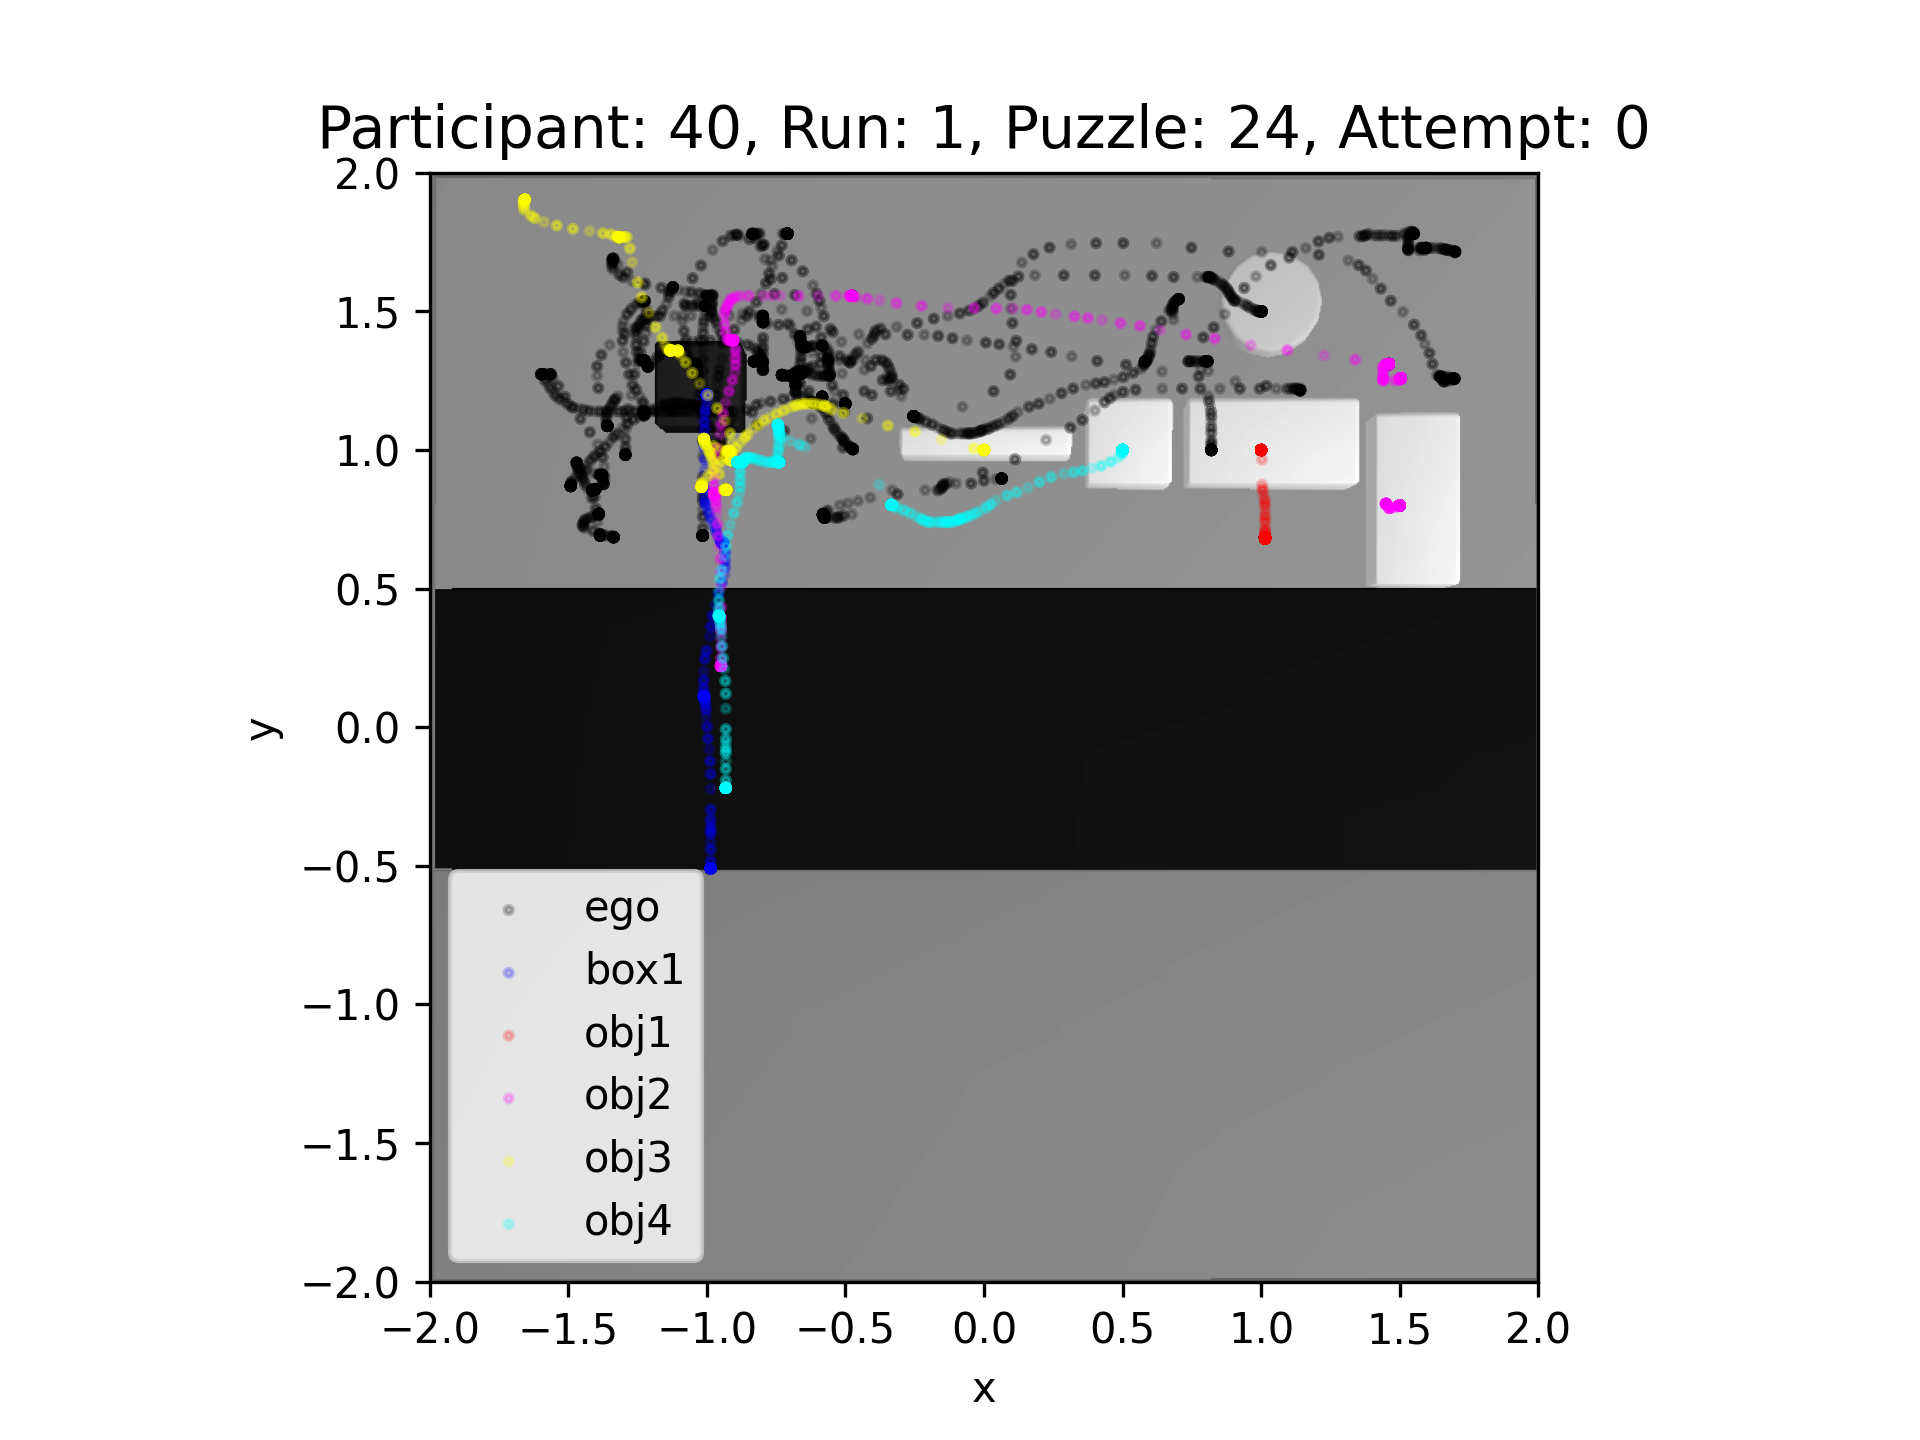 Participant: 40, Run: 1, Puzzle: 24, Attempt: 0
2.0
1.5
1.0
0.5
0.0
−0.5
−1.0
−1.5
−2.0
y
ego
box1
obj1
obj2
obj3
obj4
−2.0 −1.5 −1.0 −0.5 0.0 0.5 1.0 1.5 2.0
x